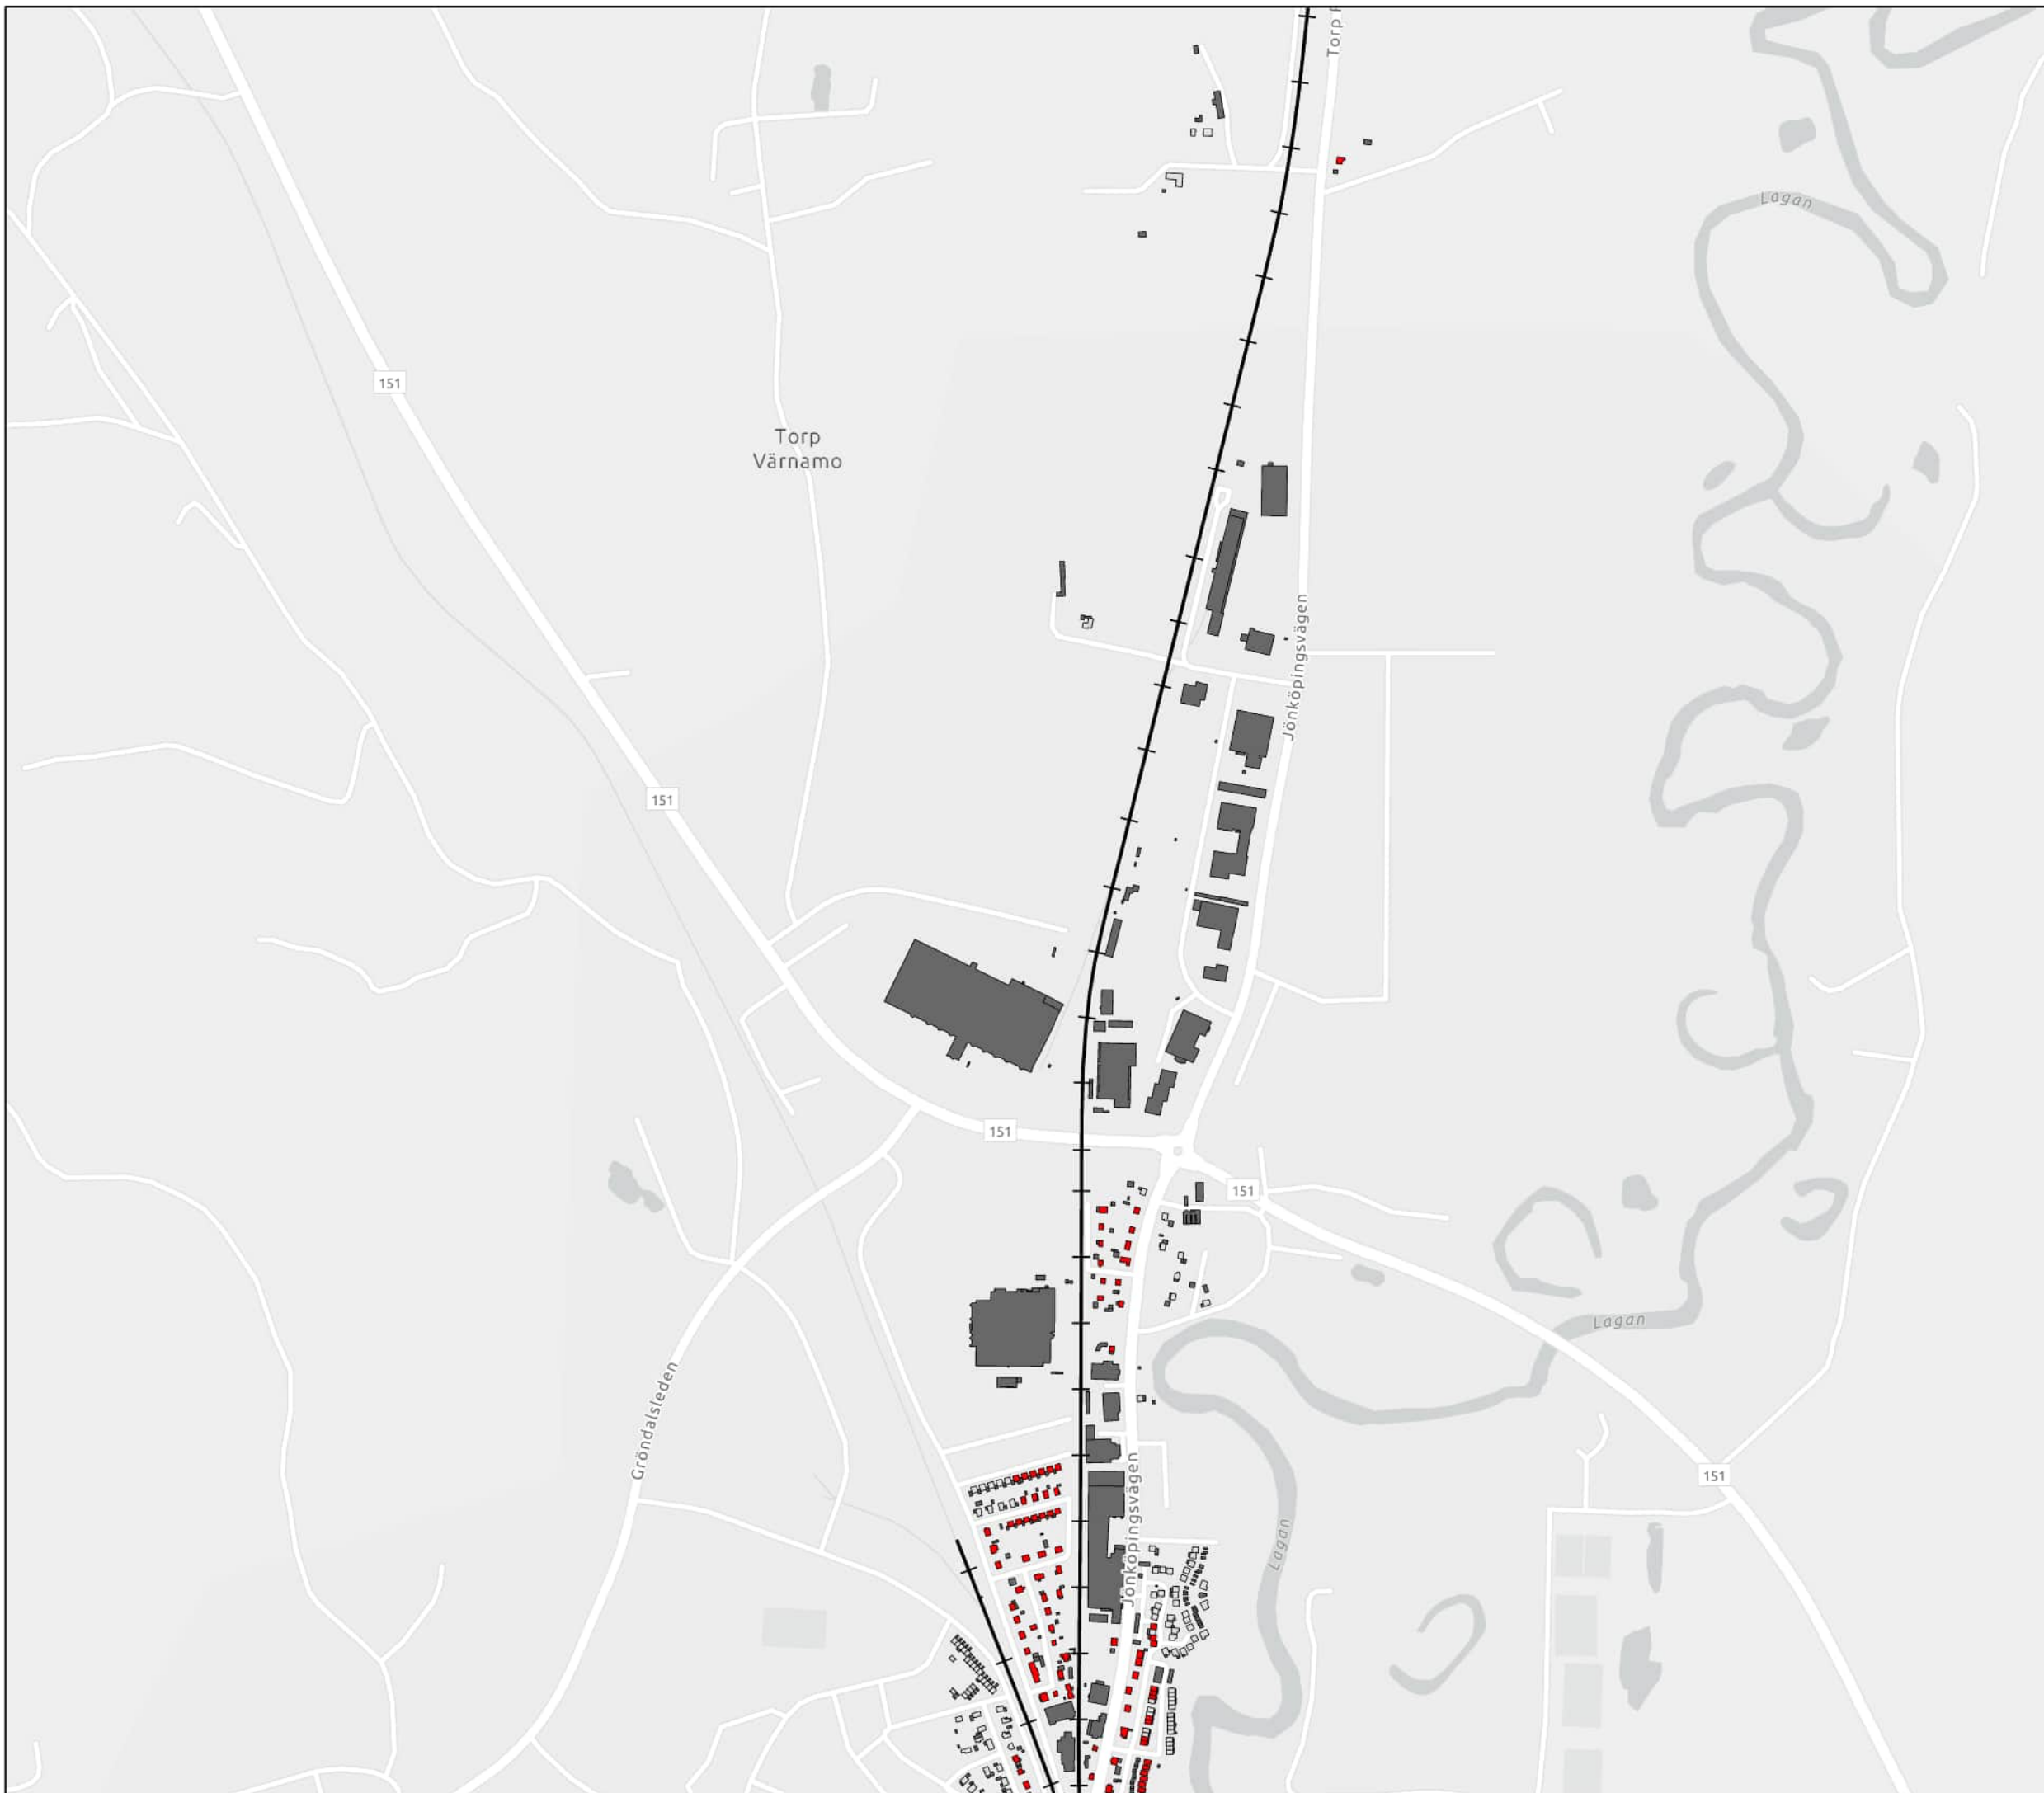 Torp
Lagan
151
Torp
Värnamo
Jönköpingsvägen
151
151
151
Lagan
Gröndalsleden
Jönköpingsvägen
151
Lagan